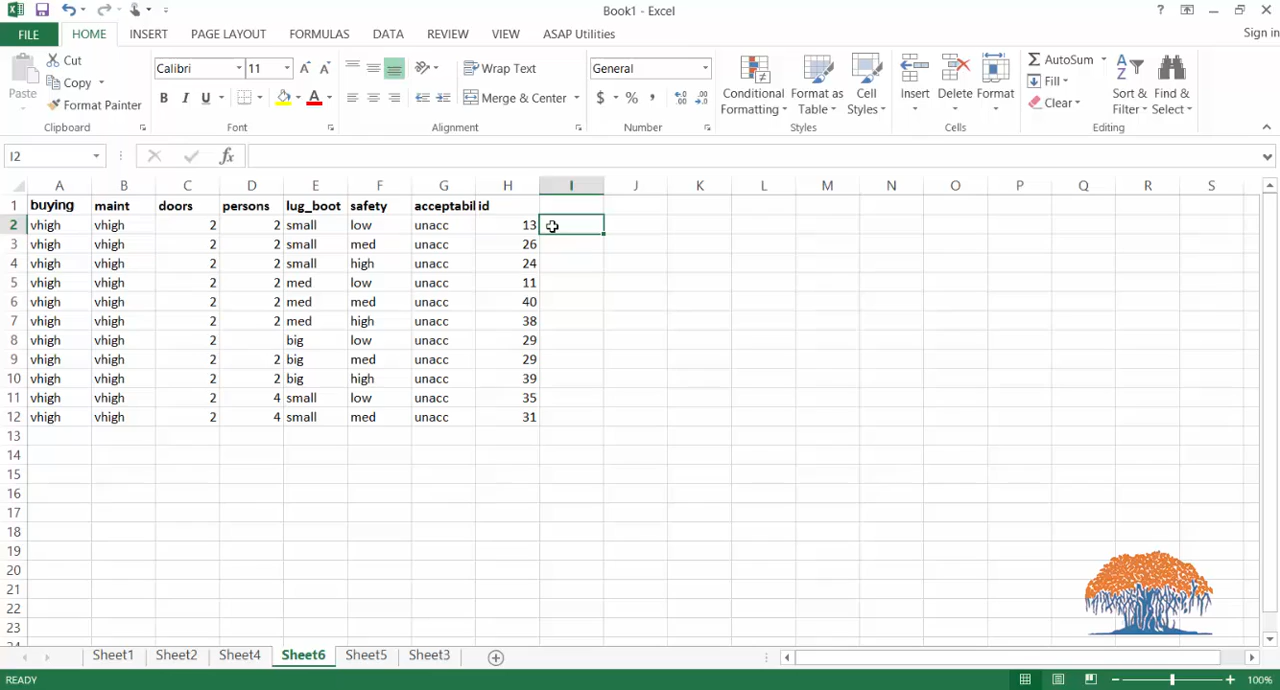 Book1 - Excel
?
Sign in
FILE HOME INSERT PAGE LAYOUT FORMULAS DATA REVIEW VIEW ASAP Utilities
Paste
Cut
Copy
Format Painter
Clipboard
Calibri 11
B I U
Font
Wrap Text
Merge & Center
Alignment
General
$ % ,
Number
Conditional Formatting
Format as Table
Cell Styles
Styles
Insert Delete Format
Cells
AutoSum
Fill
Clear
Sort & Filter
Find & Select
Editing
I2 fx
A B C D E F G H I J K L M N O P Q R S
1 buying maint doors persons lug_boot safety acceptabil id
2 vhigh vhigh 2 2 small low unacc 13
3 vhigh vhigh 2 2 small med unacc 26
4 vhigh vhigh 2 2 small high unacc 24
5 vhigh vhigh 2 2 med low unacc 11
6 vhigh vhigh 2 2 med med unacc 40
7 vhigh vhigh 2 2 med high unacc 38
8 vhigh vhigh 2 big low unacc 29
9 vhigh vhigh 2 2 big med unacc 29
10 vhigh vhigh 2 2 big high unacc 39
11 vhigh vhigh 2 4 small low unacc 35
12 vhigh vhigh 2 4 small med unacc 31
13
14
15
16
17
18
19
20
21
22
23
Sheet1 Sheet2 Sheet4 Sheet6 Sheet5 Sheet3
READY 100%